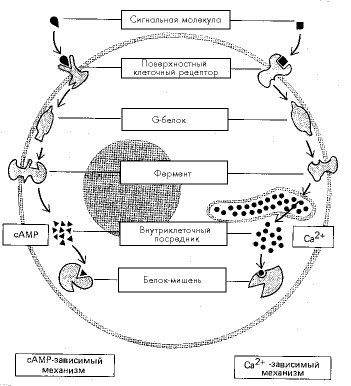 Сигнальная молекула
Поверхностный
клеточный рецептор
G-белок
Фермент
cAMP
Внутриклеточный
посредник
Ca2+
Белок-мишень
cAMP-зависимый
механизм
Ca2+ -зависимый
механизм